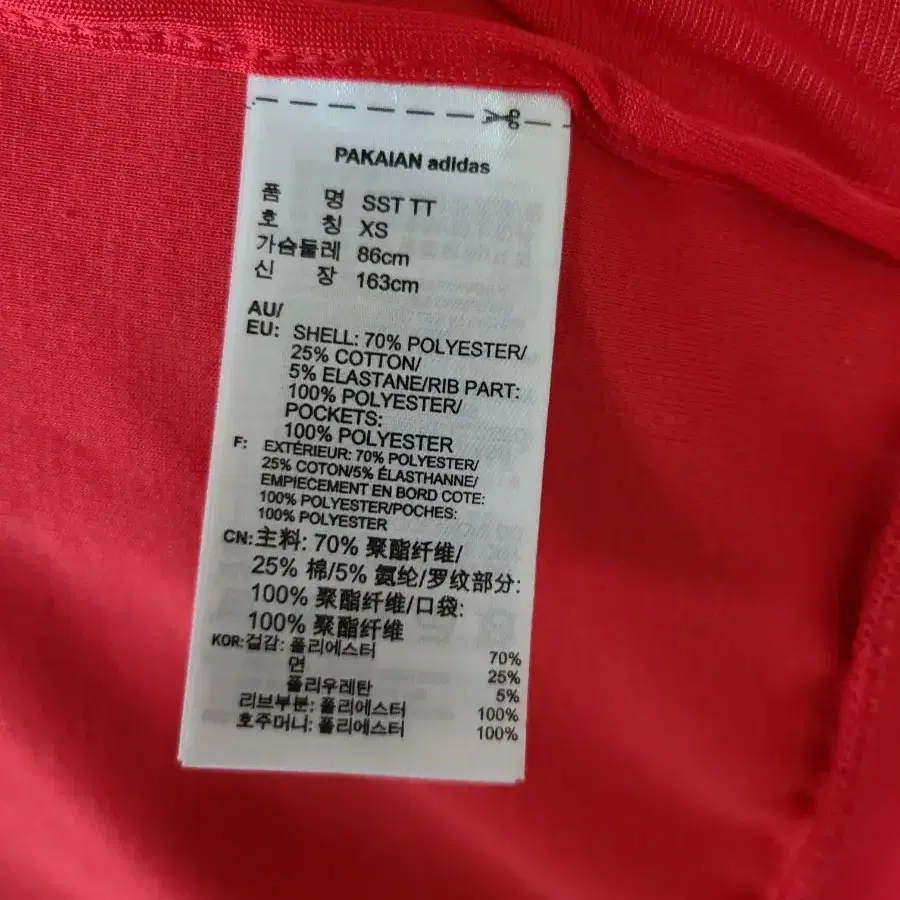 PAKAIAN adidas
품 명 SST TT
호 칭 XS
가슴둘레 86cm
신 장 163cm
AU/
EU: SHELL: 70% POLYESTER/
25% COTTON/
5% ELASTANE/RIB PART:
100% POLYESTER/
POCKETS:
100% POLYESTER
F: EXTÉRIEUR: 70% POLYESTER/
25% COTON/5% ÉLASTHANNE/
EMPIECEMENT EN BORD COTE:
100% POLYESTER/POCHES:
100% POLYESTER
CN:主料: 70% 聚酯纤维/
25% 棉/5% 氨纶/罗纹部分:
100% 聚酯纤维/口袋:
100% 聚酯纤维
KOR:겉감: 폴리에스터 70%
면 25%
폴리우레탄 5%
리브부분: 폴리에스터 100%
호주머니: 폴리에스터 100%